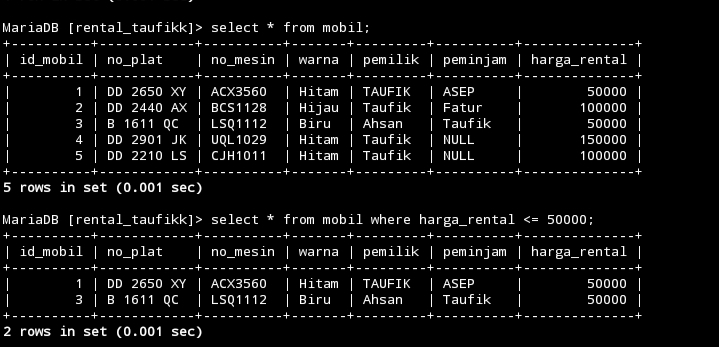 MariaDB [rental_taufikk]> select * from mobil;
+----------+------------+----------+-------+---------+----------+--------------+
| id_mobil | no_plat    | no_mesin | warna | pemilik | peminjam | harga_rental |
+----------+------------+----------+-------+---------+----------+--------------+
|        1 | DD 2650 XY | ACX3560  | Hitam | TAUFIK  | ASEP     |        50000 |
|        2 | DD 2440 AX | BCS1128  | Hijau | Taufik  | Fatur    |       100000 |
|        3 | B 1611 QC  | LSQ1112  | Biru  | Ahsan   | Taufik   |        50000 |
|        4 | DD 2901 JK | UQL1029  | Hitam | Taufik  | NULL     |       150000 |
|        5 | DD 2210 LS | CJH1011  | Hitam | Taufik  | NULL     |       100000 |
+----------+------------+----------+-------+---------+----------+--------------+
5 rows in set (0.001 sec)
MariaDB [rental_taufikk]> select * from mobil where harga_rental <= 50000;
+----------+------------+----------+-------+---------+----------+--------------+
| id_mobil | no_plat    | no_mesin | warna | pemilik | peminjam | harga_rental |
+----------+------------+----------+-------+---------+----------+--------------+
|        1 | DD 2650 XY | ACX3560  | Hitam | TAUFIK  | ASEP     |        50000 |
|        3 | B 1611 QC  | LSQ1112  | Biru  | Ahsan   | Taufik   |        50000 |
+----------+------------+----------+-------+---------+----------+--------------+
2 rows in set (0.001 sec)